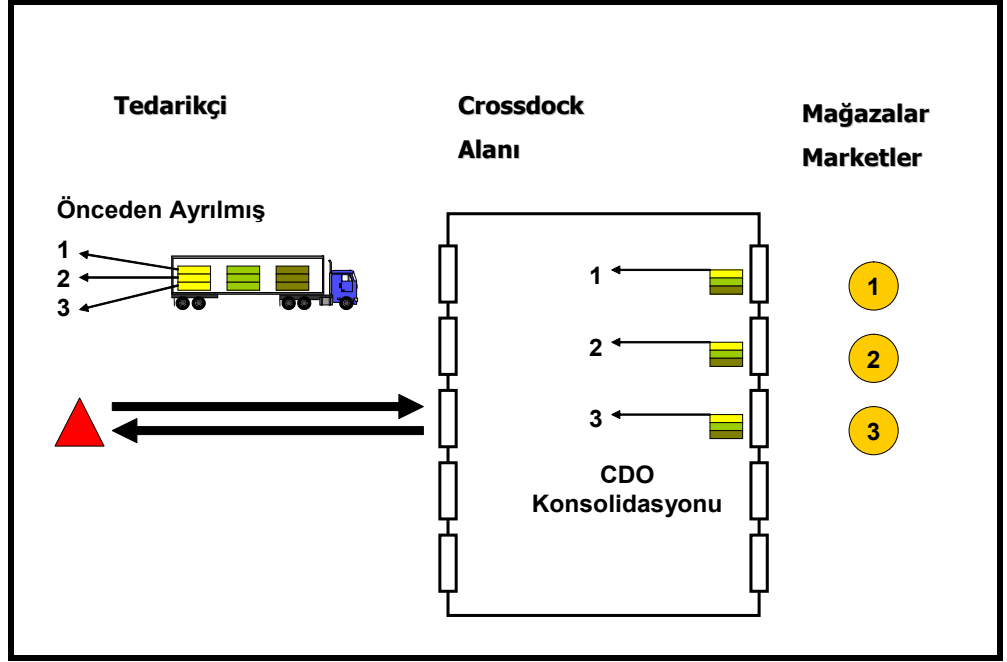 Tedarikçi
Crossdock
Alanı
Mağazalar
Marketler
Önceden Ayrılmış
1
2
3
1
2
3
CDO
Konsolidasyonu
1
2
3